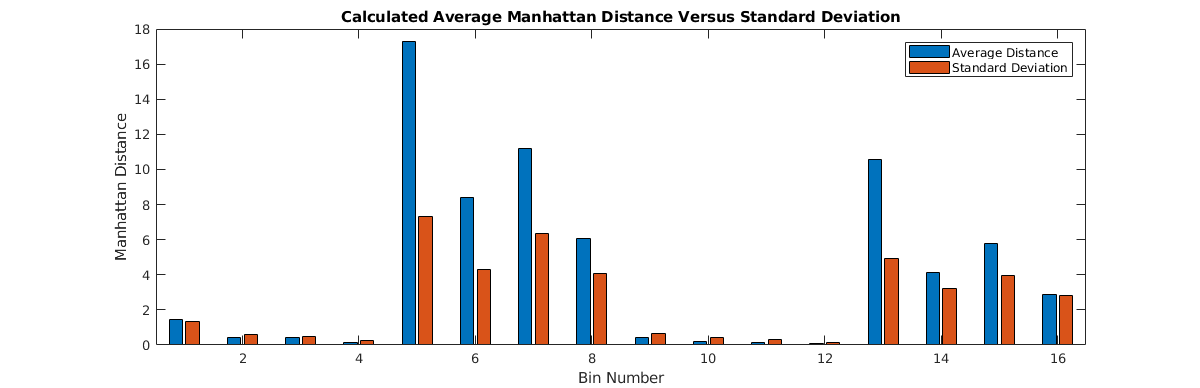 Calculated Average Manhattan Distance Versus Standard Deviation
18
16
14
12
10
8
6
4
2
0
Manhattan Distance
Average Distance
Standard Deviation
2 4 6 8 10 12 14 16
Bin Number